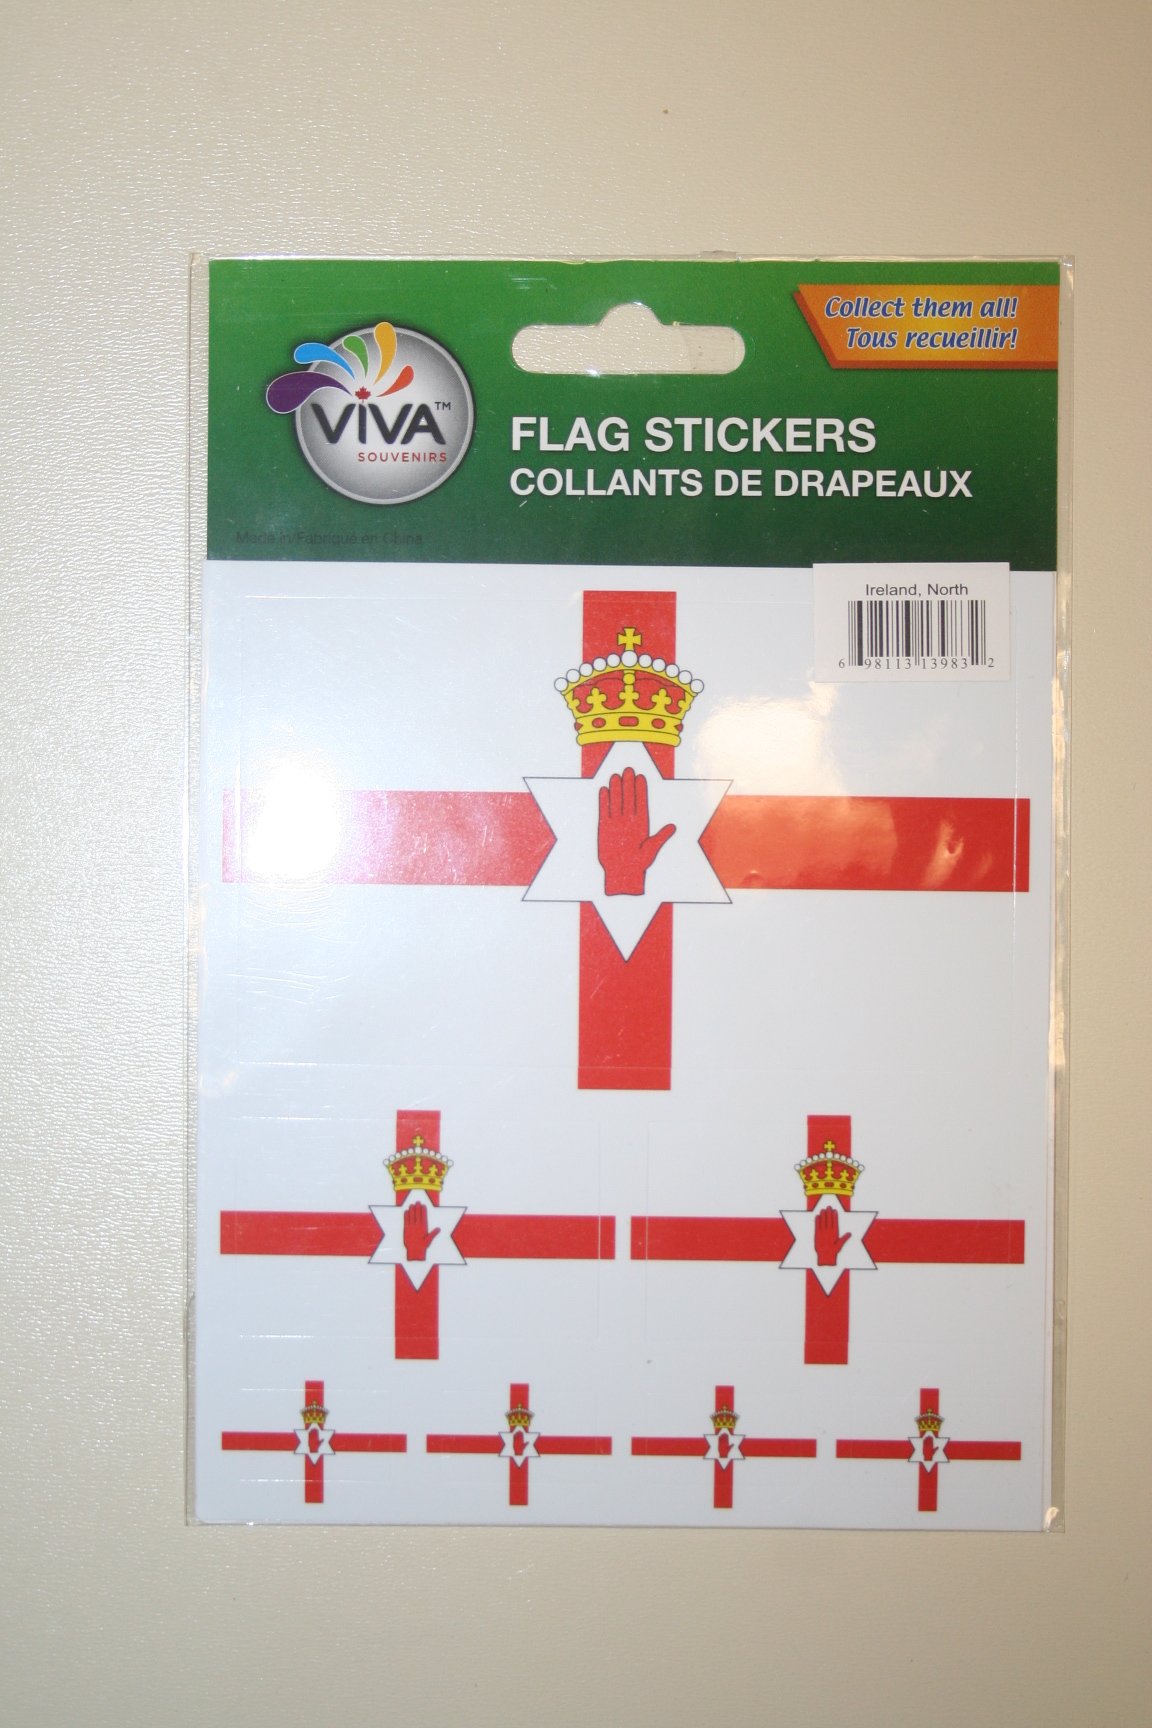 Collect them all!
Tous recueillir!
VIVA™
SOUVENIRS
FLAG STICKERS
COLLANTS DE DRAPEAUX
Made in/Fabriqué en China
Ireland, North
6 98113 13983 2